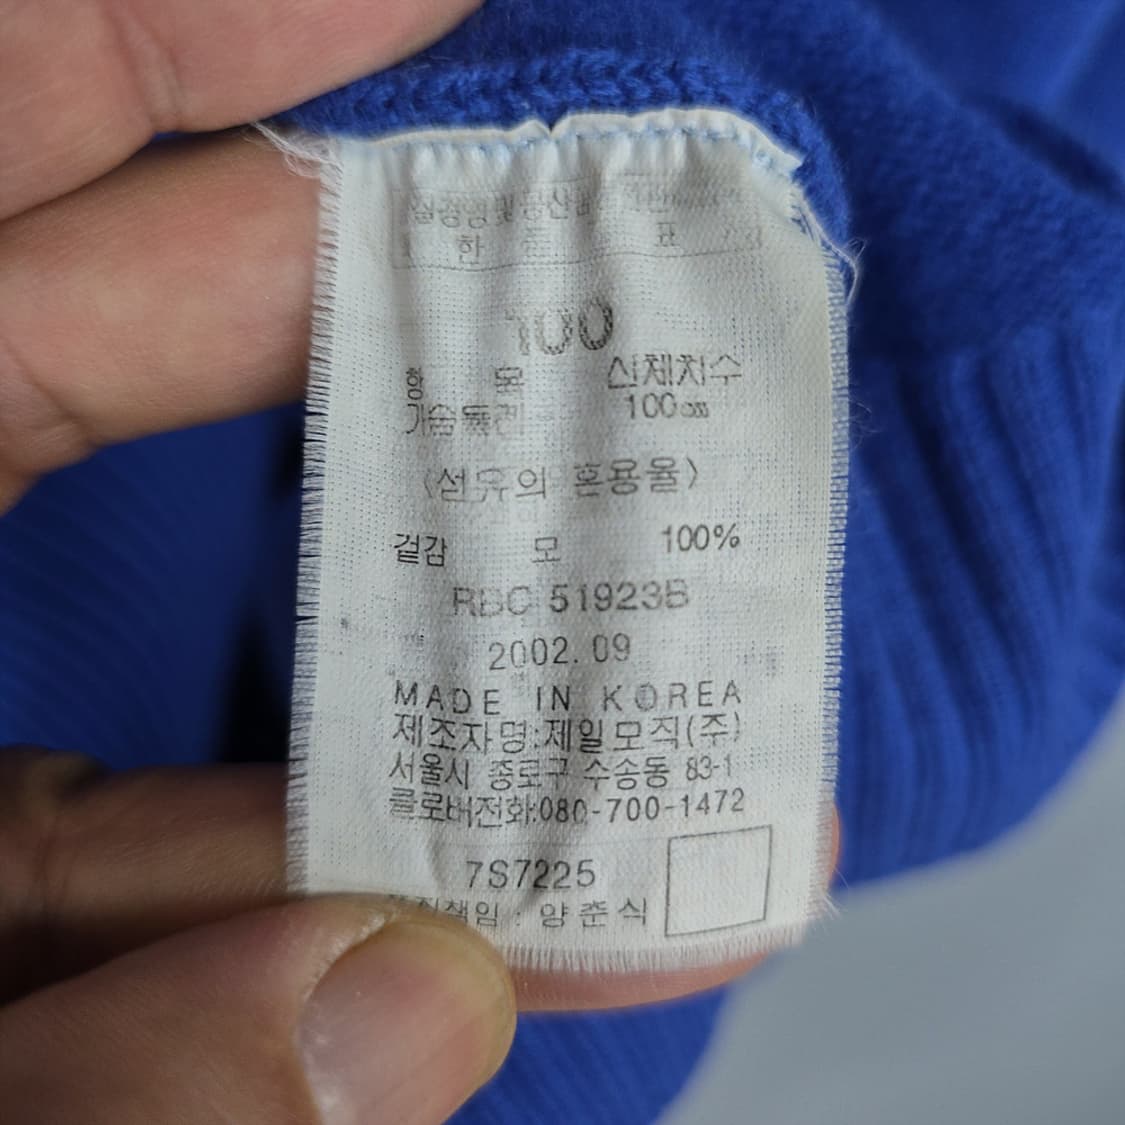 한 표
100
항 목 신체치수
가슴둘레 100㎝
(섬유의 혼용율)
겉감 모 100%
RBC 51923B
2002.09
MADE IN KOREA
제조자명:제일모직(주)
서울시 종로구 수송동 83-1
클로버전화:080-700-1472
7S7225
양춘식